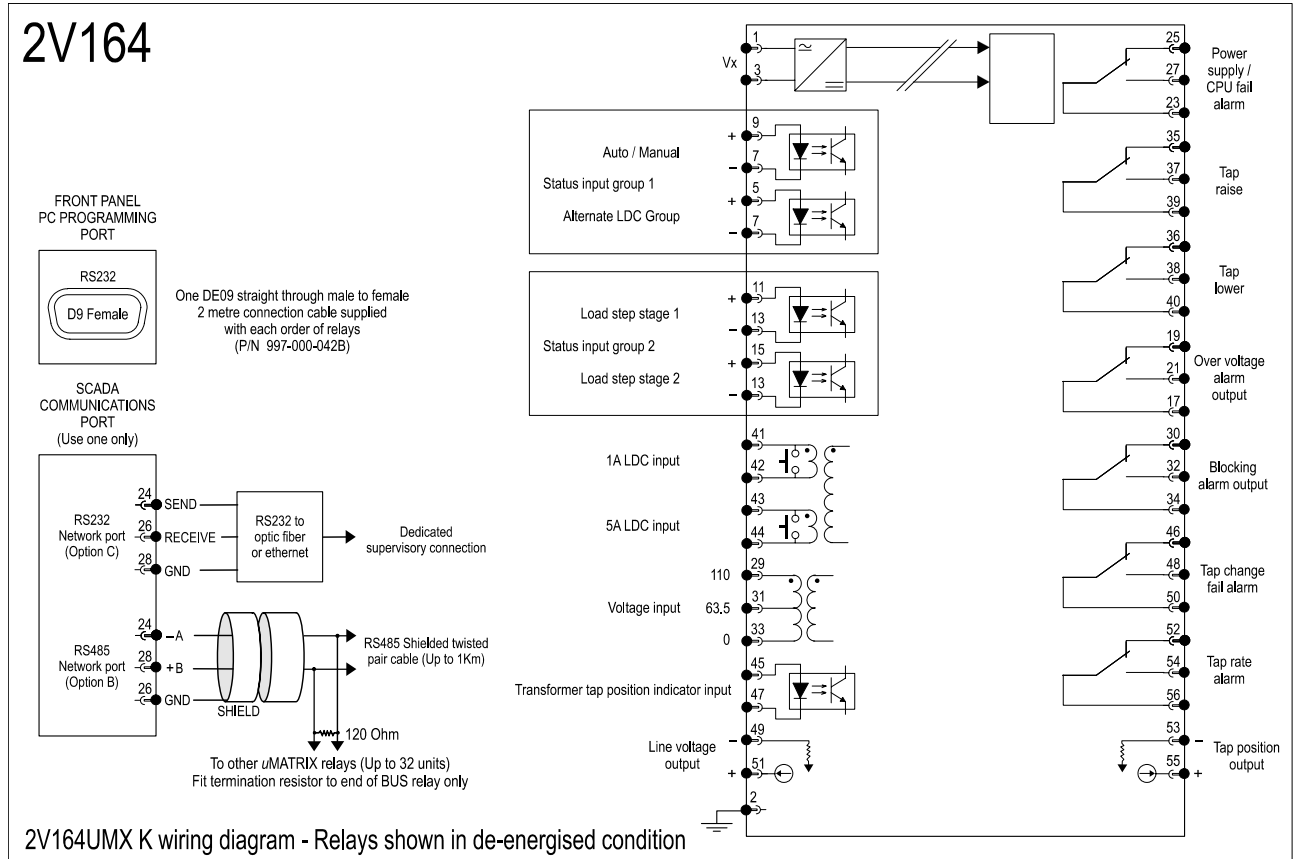 2V164
FRONT PANEL
PC PROGRAMMING
PORT
RS232
D9 Female
One DE09 straight through male to female
2 metre connection cable supplied
with each order of relays
(P/N 997-000-042B)
SCADA
COMMUNICATIONS
PORT
(Use one only)
RS232
Network port
(Option C)
24
SEND
26
RECEIVE
28
GND
RS232 to
optic fiber
or ethernet
Dedicated
supervisory connection
RS485
Network port
(Option B)
24
–A
28
+B
26
GND
SHIELD
RS485 Shielded twisted
pair cable (Up to 1Km)
120 Ohm
To other uMATRIX relays (Up to 32 units)
Fit termination resistor to end of BUS relay only
Vx
1
3
Auto / Manual
+ 9
– 7
Status input group 1
Alternate LDC Group
+ 5
– 7
Load step stage 1
+ 11
– 13
Status input group 2
Load step stage 2
+ 15
– 13
1A LDC input
41
42
5A LDC input
43
44
Voltage input
110 29
63.5 31
0 33
Transformer tap position indicator input
45
47
Line voltage
output
– 49
+ 51
2
25
27
23
Power
supply /
CPU fail
alarm
35
37
39
Tap
raise
36
38
40
Tap
lower
19
21
17
Over voltage
alarm
output
30
32
34
Blocking
alarm output
46
48
50
Tap change
fail alarm
52
54
56
Tap rate
alarm
53 –
55 +
Tap position
output
2V164UMX K wiring diagram - Relays shown in de-energised condition